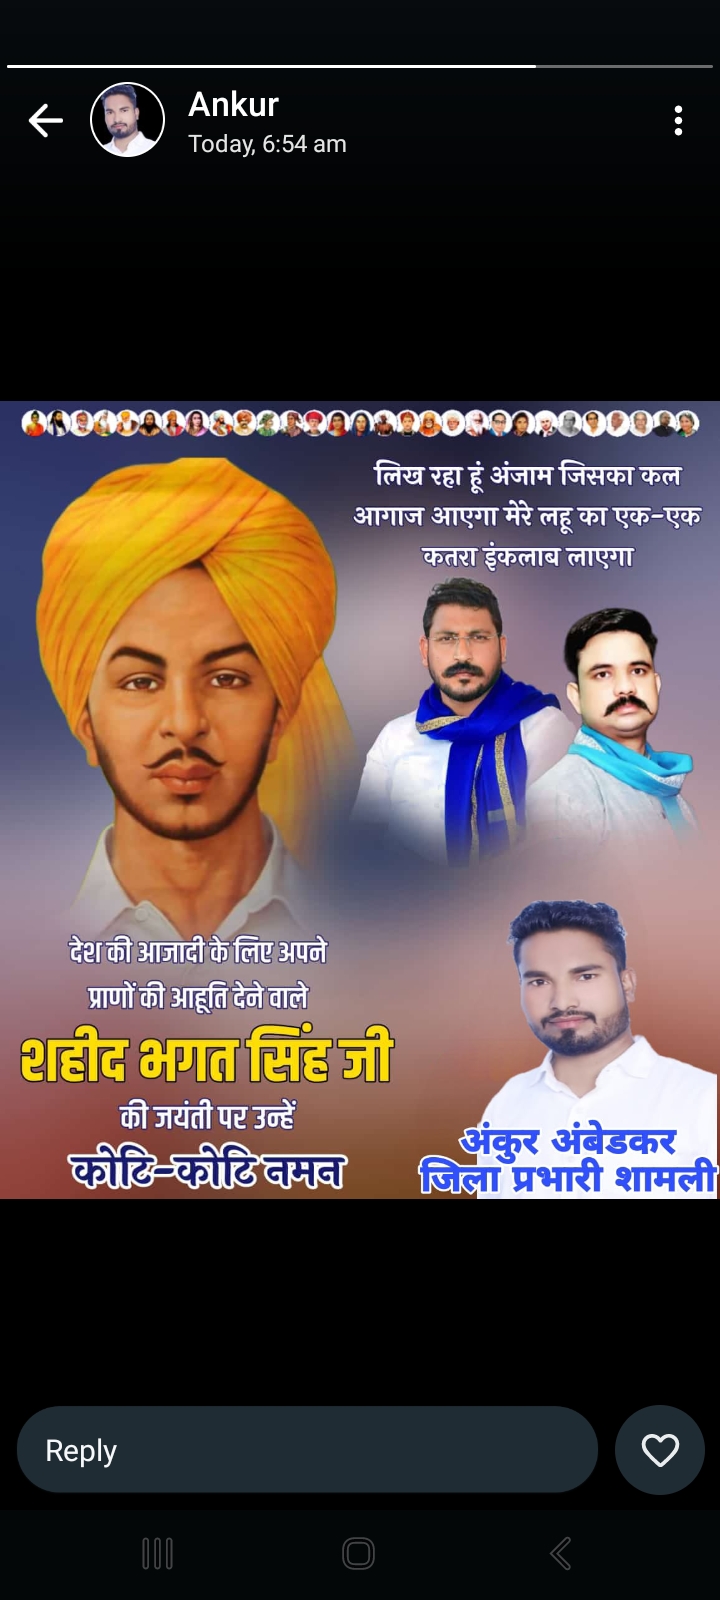 Ankur
Today, 6:54 am
लिख रहा हूं अंजाम जिसका कल
आगाज आएगा मेरे लहू का एक-एक
कतरा इंकलाब लाएगा
देश की आजादी के लिए अपने
प्राणों की आहूति देने वाले
शहीद भगत सिंह जी
की जयंती पर उन्हें
कोटि-कोटि नमन
अंकुर अंबेडकर
जिला प्रभारी शामली
Reply